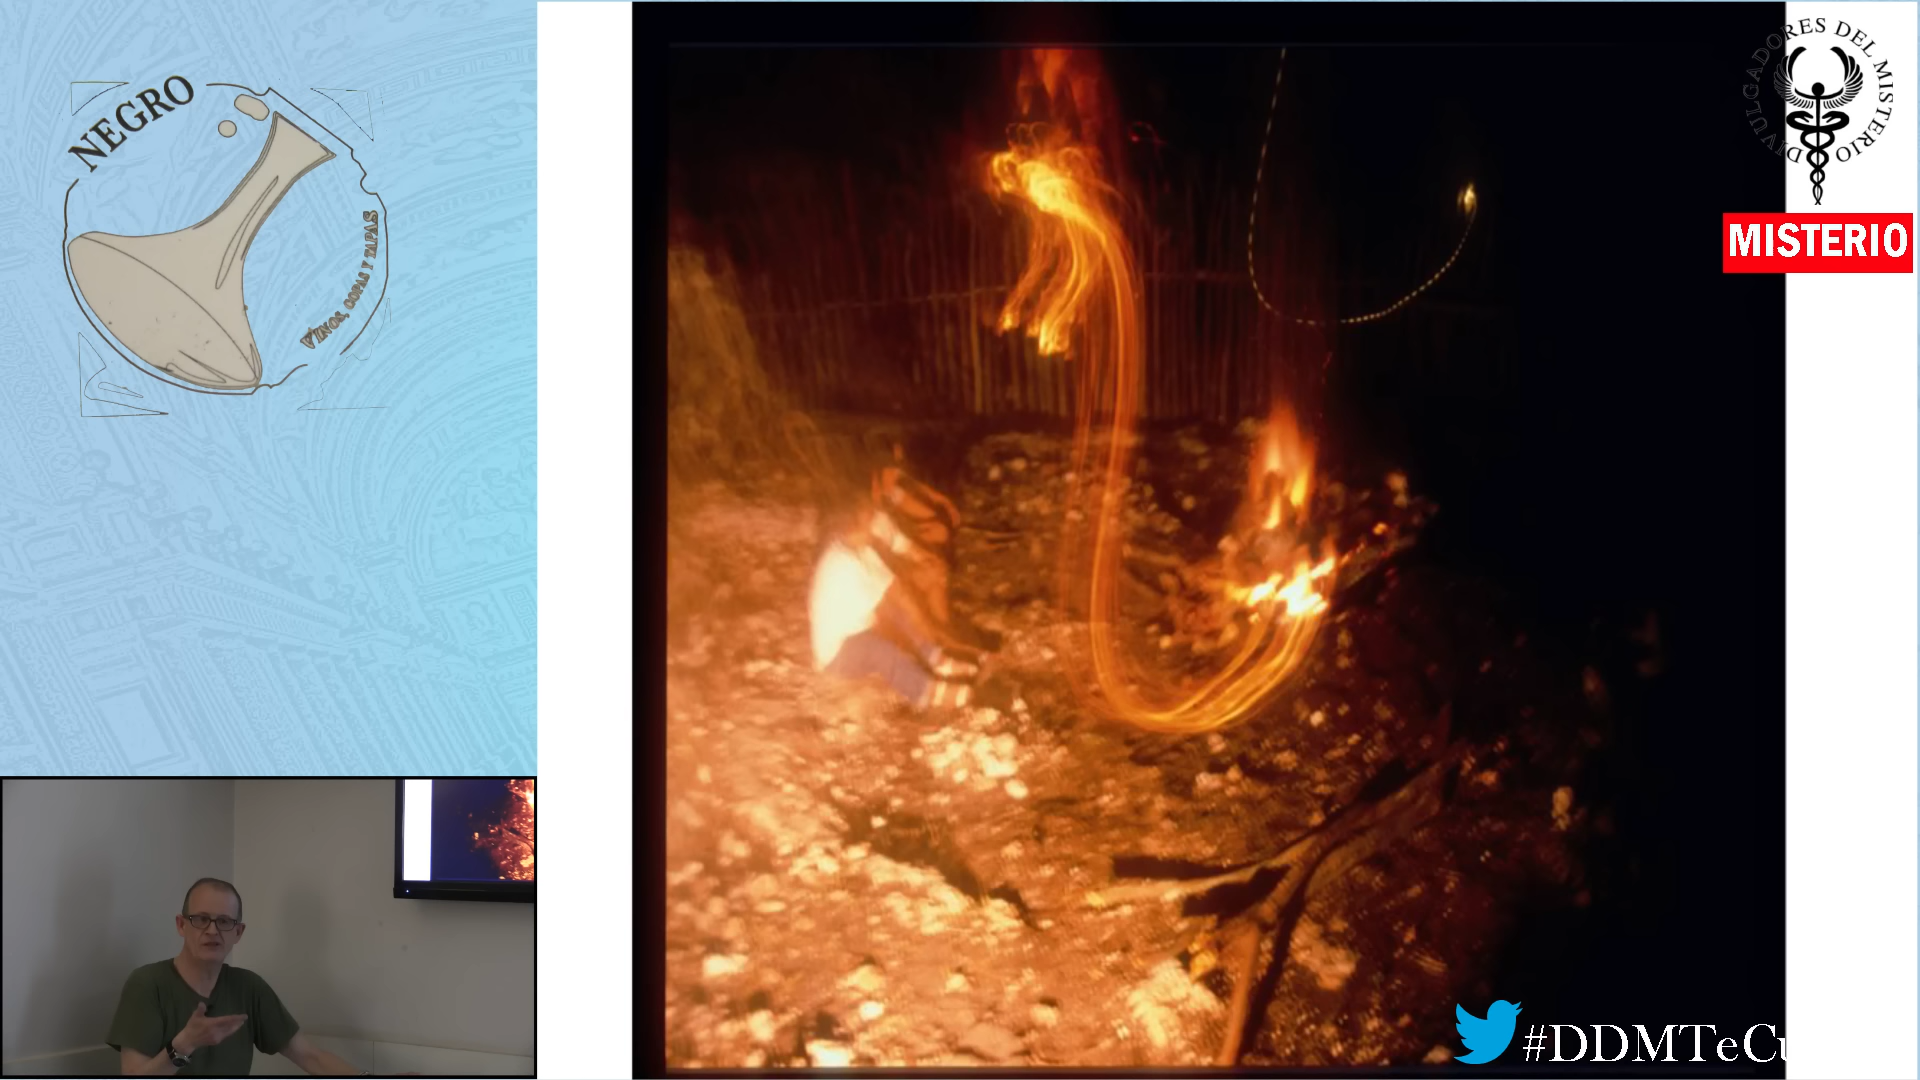 NEGRO
VINOS, COPAS Y TAPAS
DIVULGADORES DEL MISTERIO
MISTERIO
#DDMTeCu